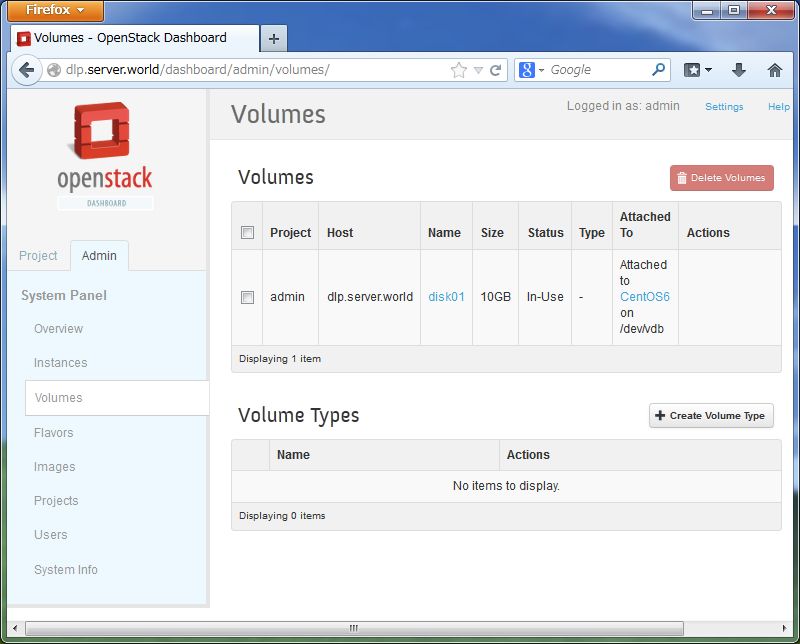 Firefox
Volumes - OpenStack Dashboard
dlp.server.world/dashboard/admin/volumes/
Google
openstack
DASHBOARD
Project Admin
System Panel
Overview
Instances
Volumes
Flavors
Images
Projects
Users
System Info
Volumes
Logged in as: admin Settings Help
Volumes
Delete Volumes
Project Host Name Size Status Type Attached To Actions
admin dlp.server.world disk01 10GB In-Use - Attached to CentOS6 on /dev/vdb
Displaying 1 item
Volume Types
Create Volume Type
Name Actions
No items to display.
Displaying 0 items